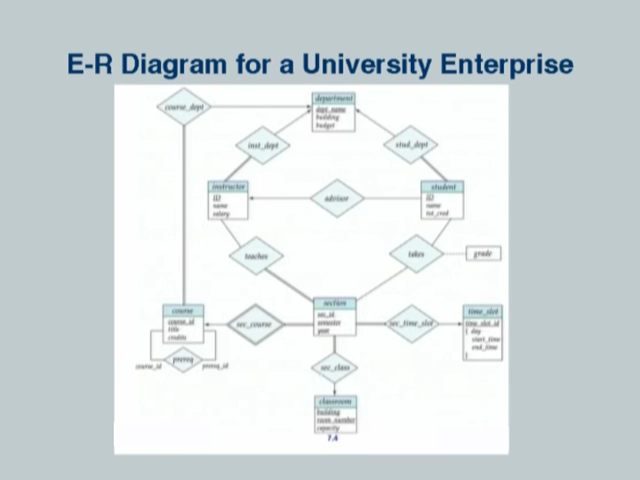 E-R Diagram for a University Enterprise
course_dept
department
dept_name
building
budget
inst_dept
stud_dept
instructor
ID
name
salary
advisor
student
ID
name
tot_cred
teaches
takes
grade
course
course_id
title
credits
sec_course
section
sec_id
semester
year
sec_time_slot
time_slot
time_slot_id
{ day
start_time
end_time
}
course_id
prereq
prereq_id
sec_class
classroom
building
room_number
capacity
7.4